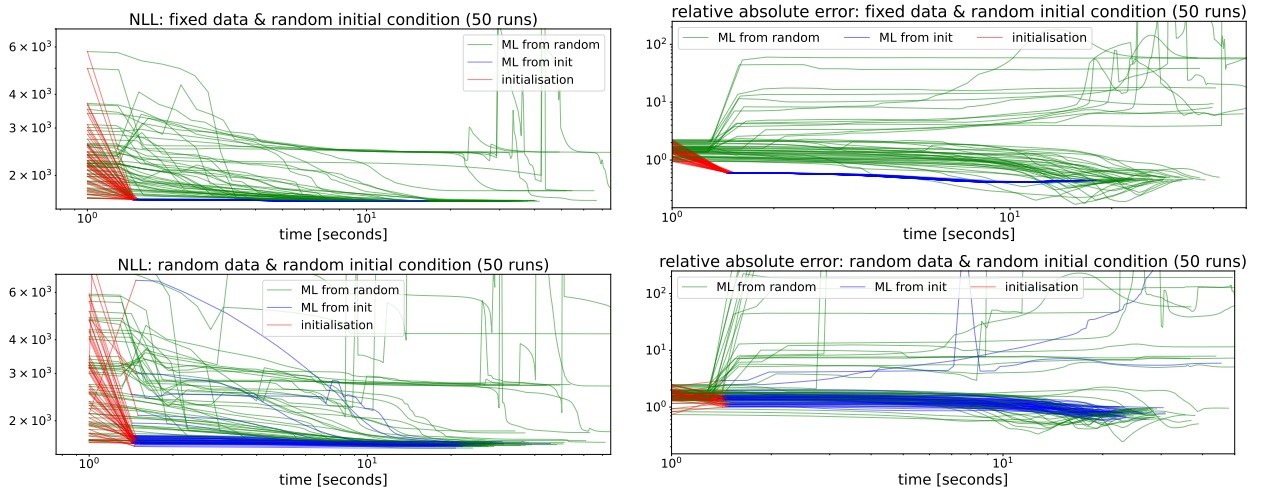 NLL: fixed data & random initial condition (50 runs)
6 × 10³
4 × 10³
3 × 10³
2 × 10³
ML from random
ML from init
initialisation
10⁰
10¹
time [seconds]
relative absolute error: fixed data & random initial condition (50 runs)
10²
10¹
10⁰
ML from random
ML from init
initialisation
10⁰
10¹
time [seconds]
NLL: random data & random initial condition (50 runs)
6 × 10³
4 × 10³
3 × 10³
2 × 10³
ML from random
ML from init
initialisation
10⁰
10¹
time [seconds]
relative absolute error: random data & random initial condition (50 runs)
10²
10¹
10⁰
ML from random
ML from init
initialisation
10⁰
10¹
time [seconds]